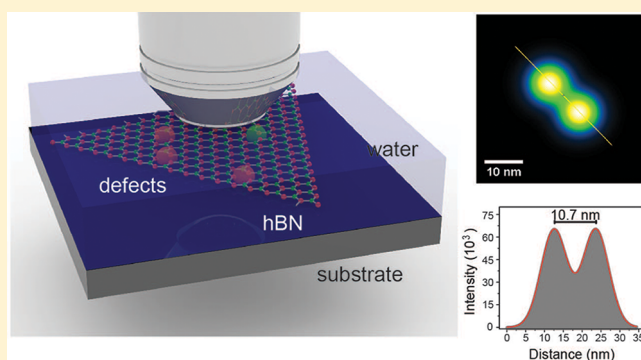 water
defects
hBN
substrate
10 nm
10.7 nm
Intensity (10³)
75
60
45
30
15
0
0 5 10 15 20 25 30 35
Distance (nm)